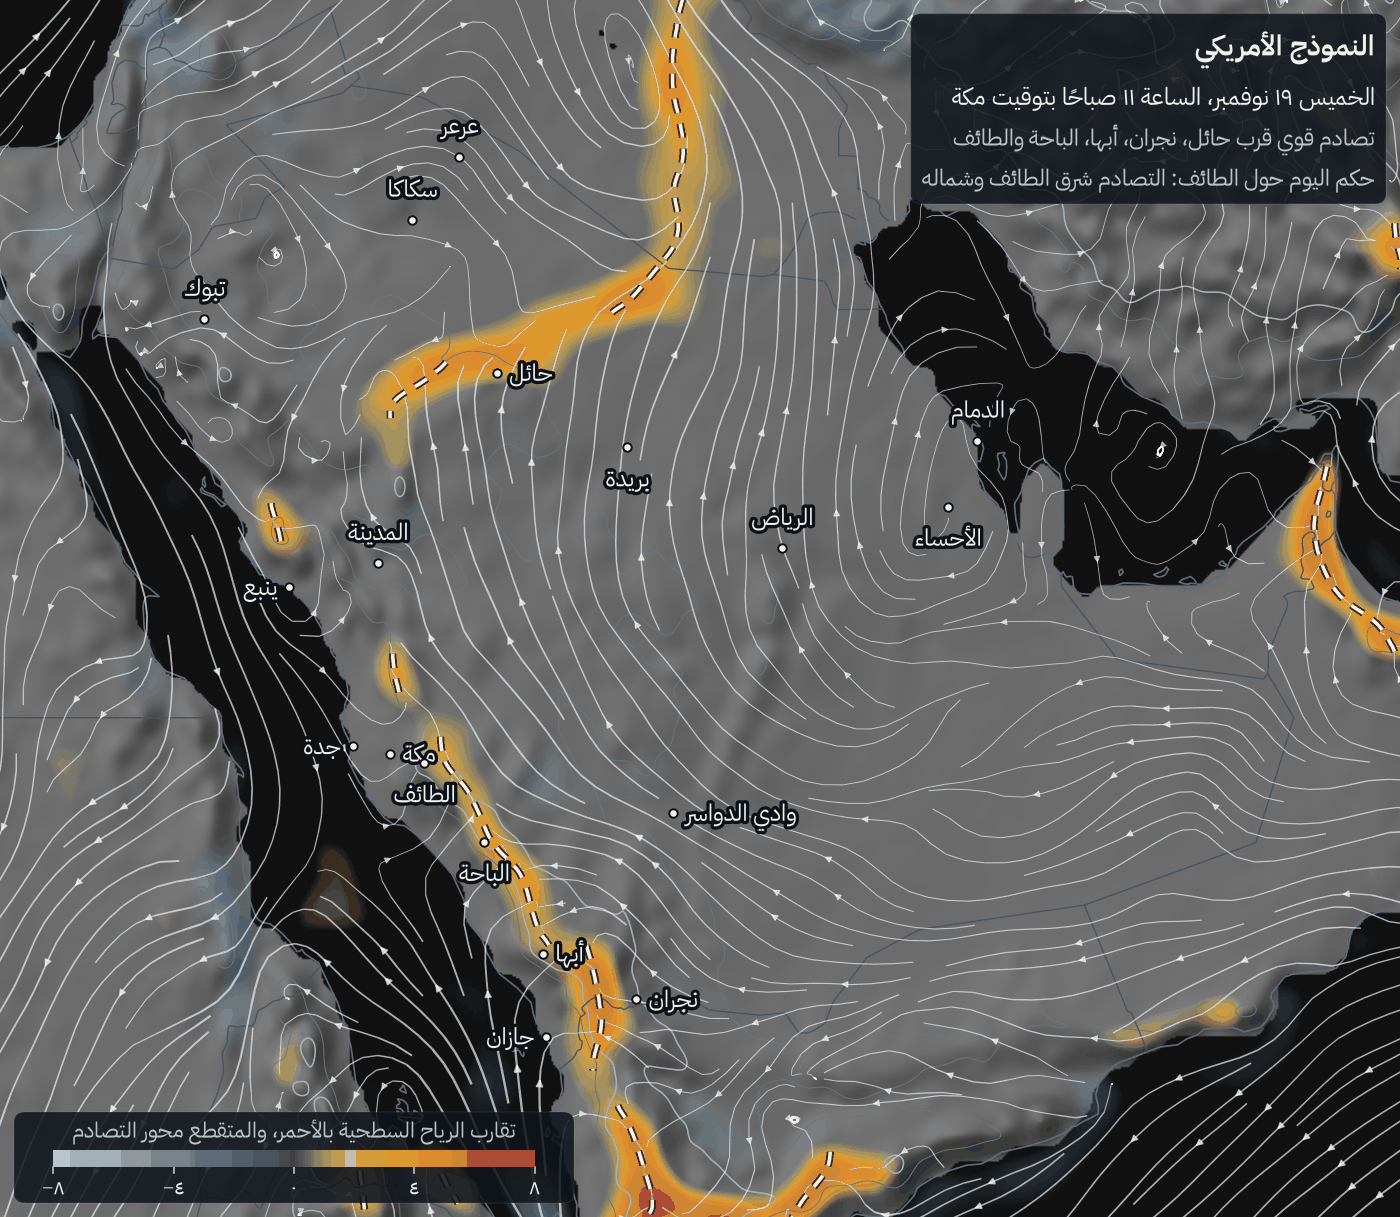 النموذج الأمريكي
الخميس ١٩ نوفمبر، الساعة ١١ صباحًا بتوقيت مكة
تصادم قوي قرب حائل، نجران، أبها، الباحة والطائف
حكم اليوم حول الطائف: التصادم شرق الطائف وشماله
عرعر
سكاكا
تبوك
حائل
الدمام
بريدة
الرياض
الأحساء
المدينة
ينبع
جدة
مكة
الطائف
وادي الدواسر
الباحة
أبها
نجران
جازان
تقارب الرياح السطحية بالأحمر، والمتقطع محور التصادم
−٨ −٤ ٠ ٤ ٨